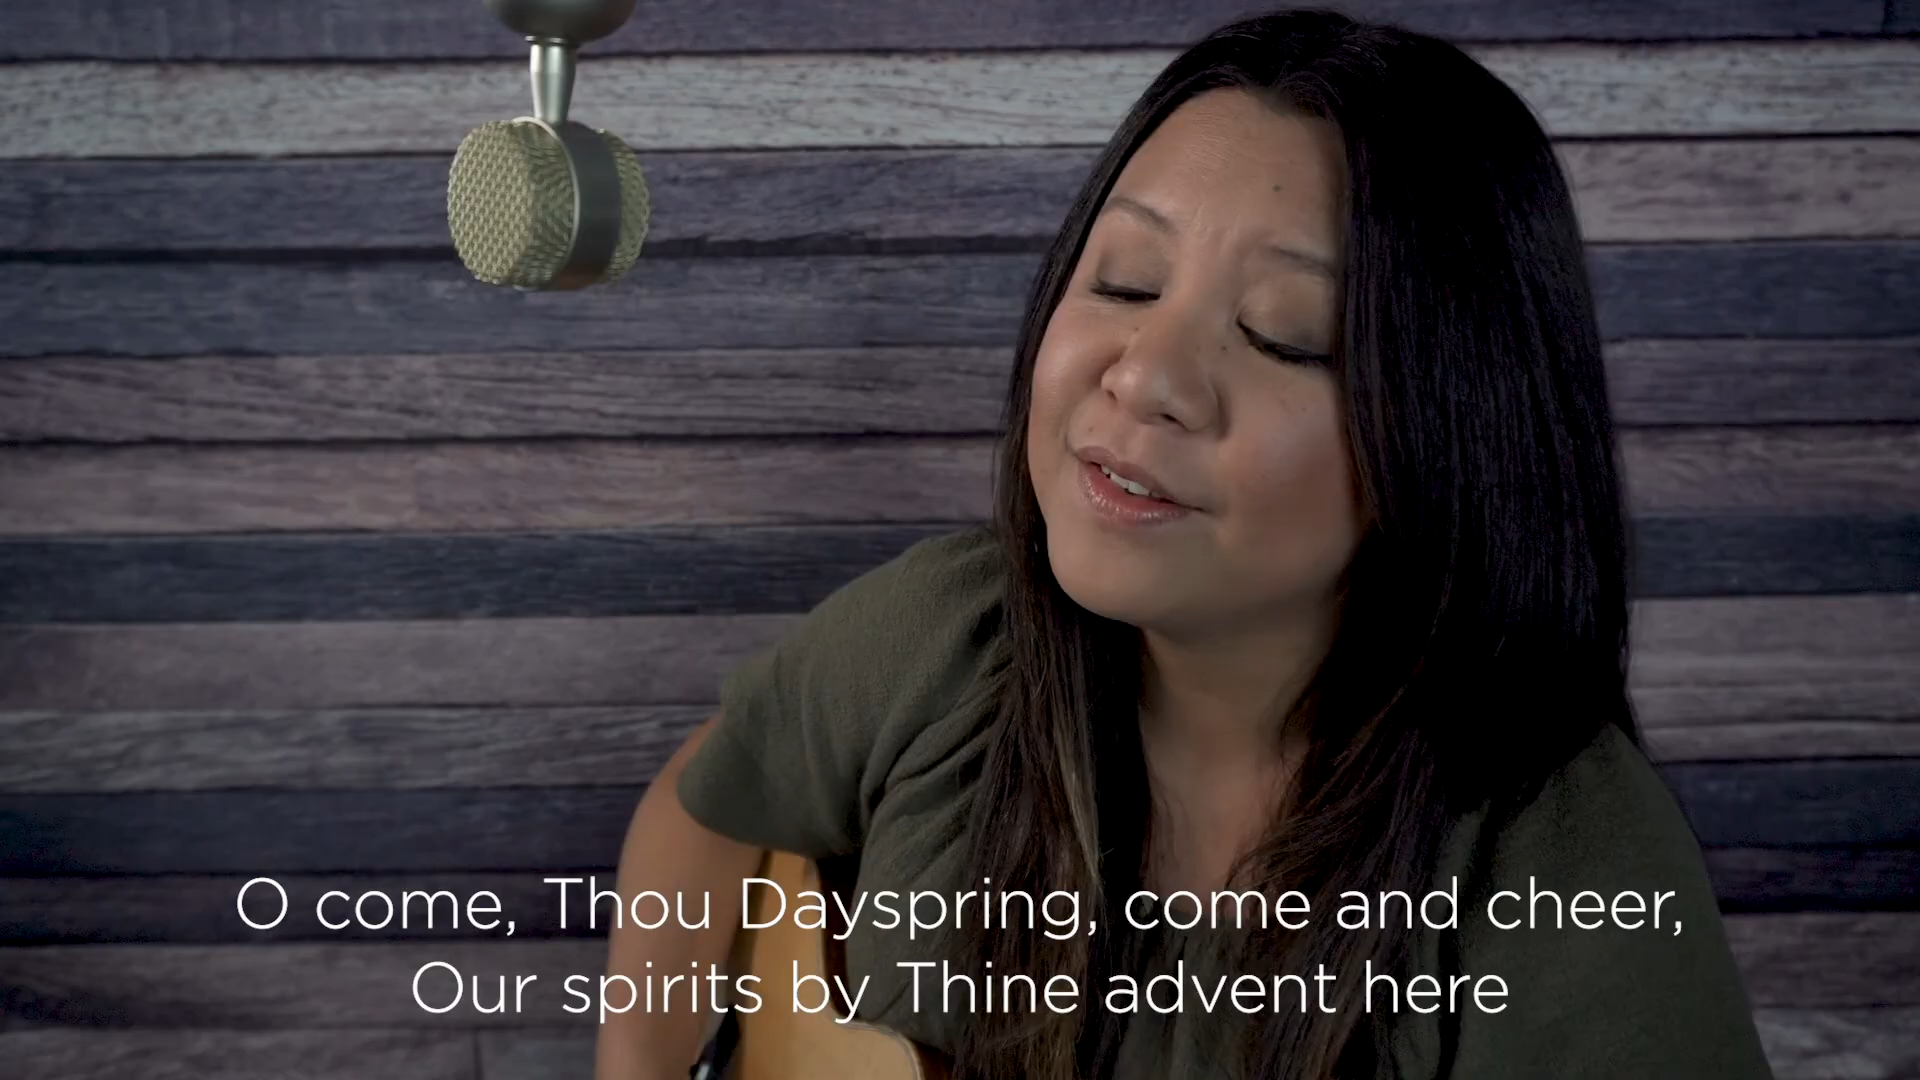 O come, Thou Dayspring, come and cheer,
Our spirits by Thine advent here